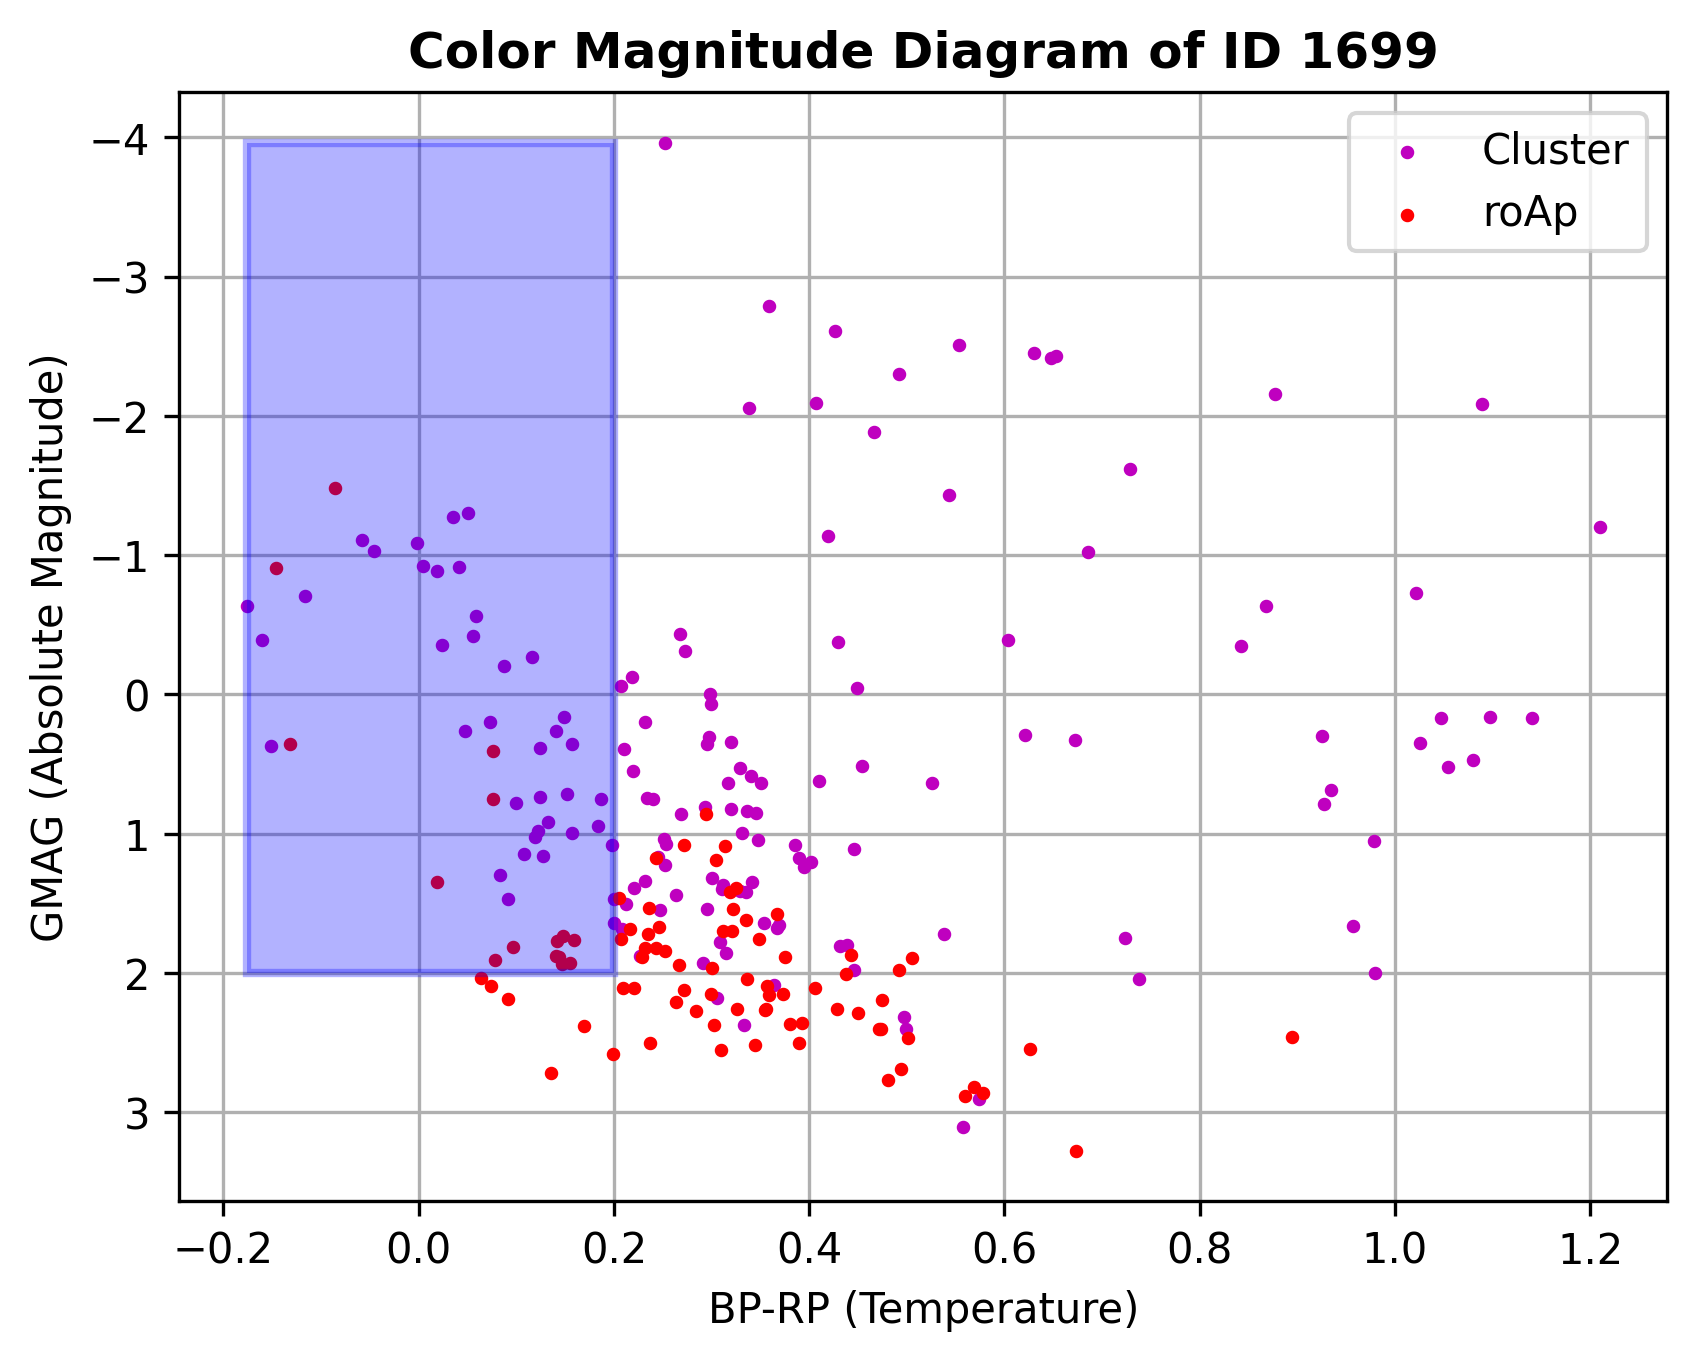 Color Magnitude Diagram of ID 1699
Cluster
roAp
GMAG (Absolute Magnitude)
−4
−3
−2
−1
0
1
2
3
−0.2 0.0 0.2 0.4 0.6 0.8 1.0 1.2
BP-RP (Temperature)